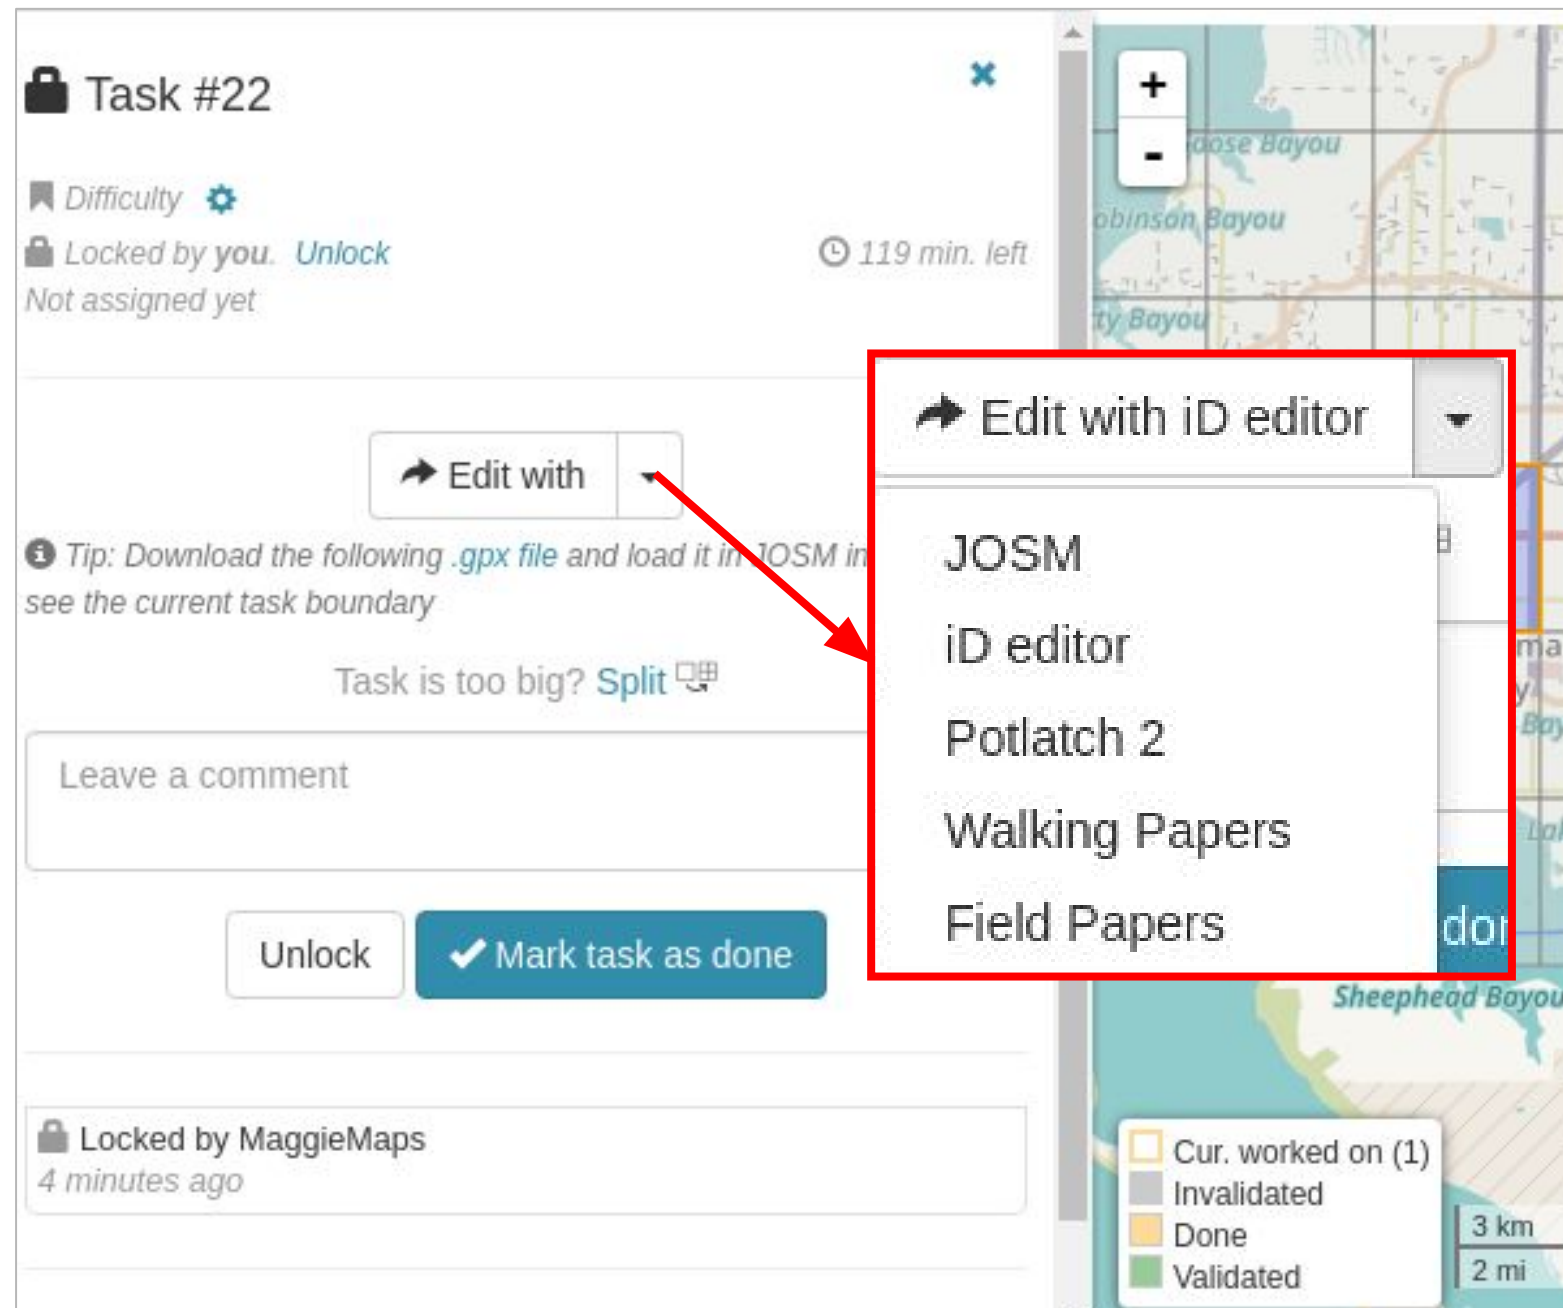 Task #22
Difficulty
Locked by you. Unlock
119 min. left
Not assigned yet
Edit with
Tip: Download the following .gpx file and load it in JOSM in
see the current task boundary
Task is too big? Split
Leave a comment
Unlock
Mark task as done
Locked by MaggieMaps
4 minutes ago
Edit with iD editor
JOSM
iD editor
Potlatch 2
Walking Papers
Field Papers
+
-
Bayou
Bayou
Bayou
Sheephead Bayou
Cur. worked on (1)
Invalidated
Done
Validated
3 km
2 mi